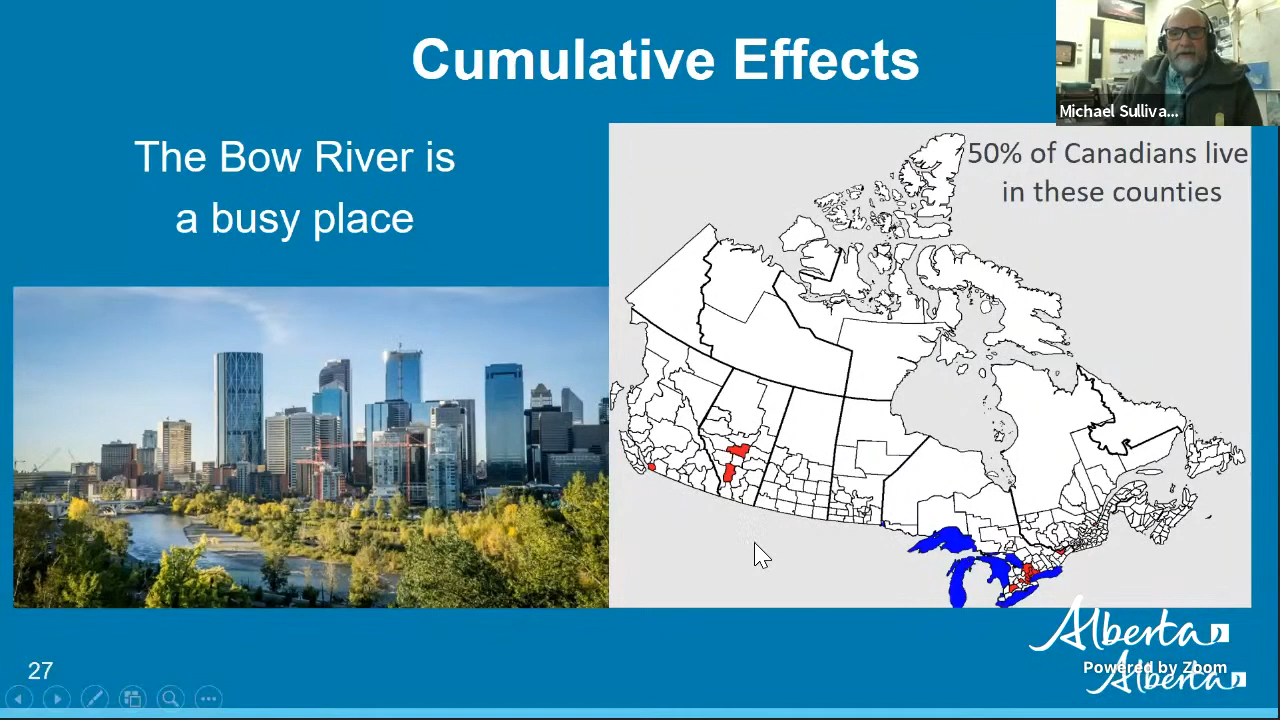 Cumulative Effects
Michael Sulliva...
The Bow River is
a busy place
50% of Canadians live
in these counties
Alberta
Powered by Zoom
Alberta
27